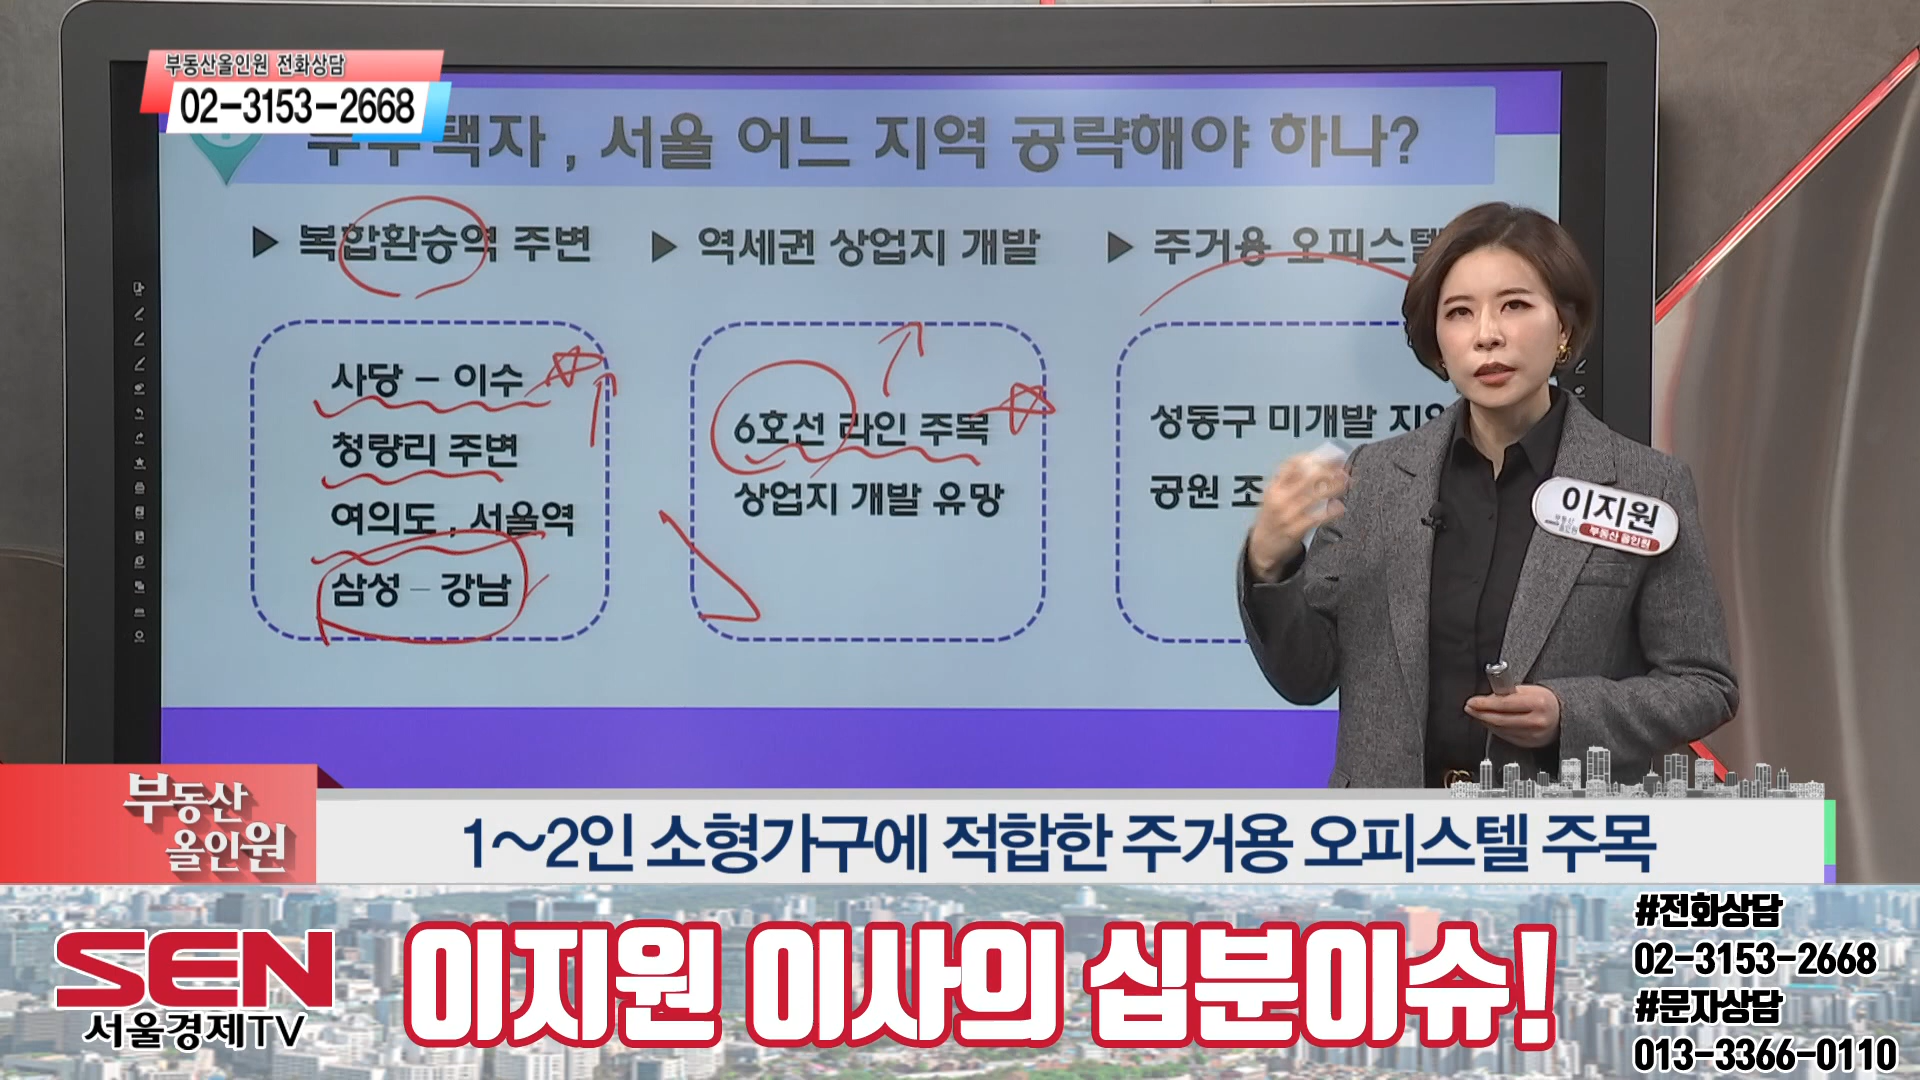 부동산올인원 전화상담
02-3153-2668
택자, 서울 어느 지역 공략해야 하나?
▶ 복합환승역 주변
▶ 역세권 상업지 개발
▶ 주거용 오피스텔
사당 – 이수
청량리 주변
여의도, 서울역
삼성 – 강남
6호선 라인 주목
상업지 개발 유망
성동구 미개발
공원
이지원
부동산 올인원
부동산 올인원
부동산
올인원
1~2인 소형가구에 적합한 주거용 오피스텔 주목
SEN
서울경제TV
이지원 이사의 십분이슈!
#전화상담
02-3153-2668
#문자상담
013-3366-0110